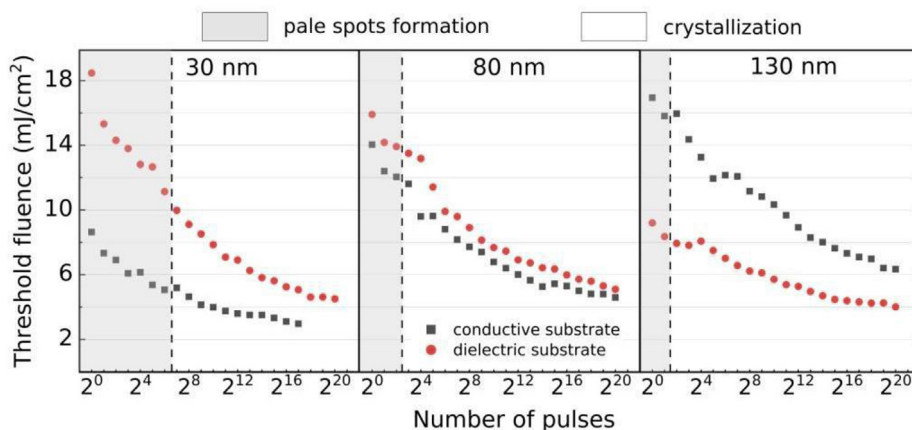 pale spots formation
crystallization
30 nm
80 nm
130 nm
Threshold fluence (mJ/cm²)
18
14
10
6
2
conductive substrate
dielectric substrate
2⁰ 2⁴ 2⁸ 2¹² 2¹⁶ 2²⁰ 2⁰ 2⁴ 2⁸ 2¹² 2¹⁶ 2²⁰ 2⁰ 2⁴ 2⁸ 2¹² 2¹⁶ 2²⁰
Number of pulses